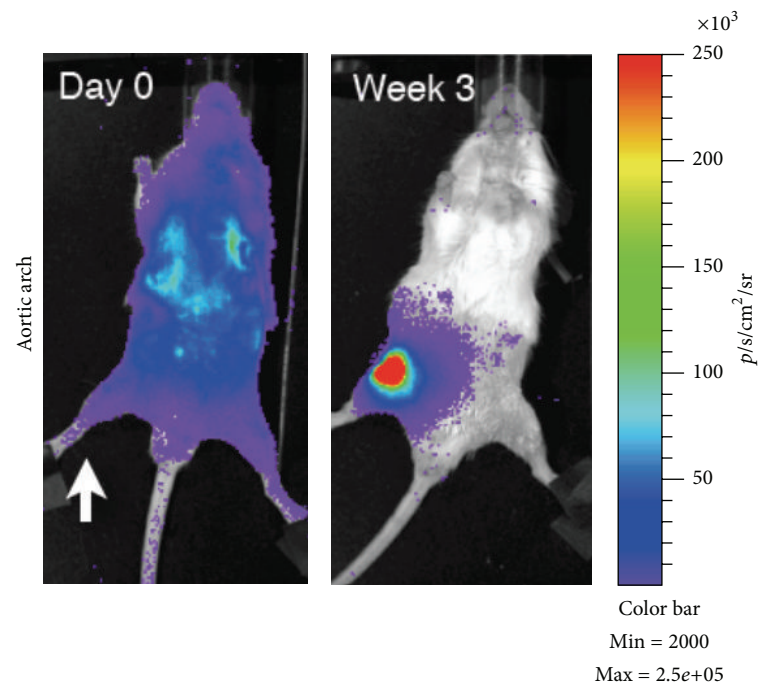 Day 0
Week 3
Aortic arch
×10³
250
200
150
100
50
p/s/cm²/sr
Color bar
Min = 2000
Max = 2.5e+05